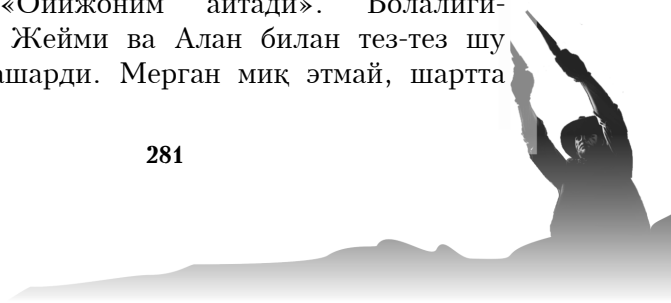 «Ойижоним айтади». Болалиги-
Жейми ва Алан билан тез-тез шу
ашарди. Мерган миқ этмай, шартта
281